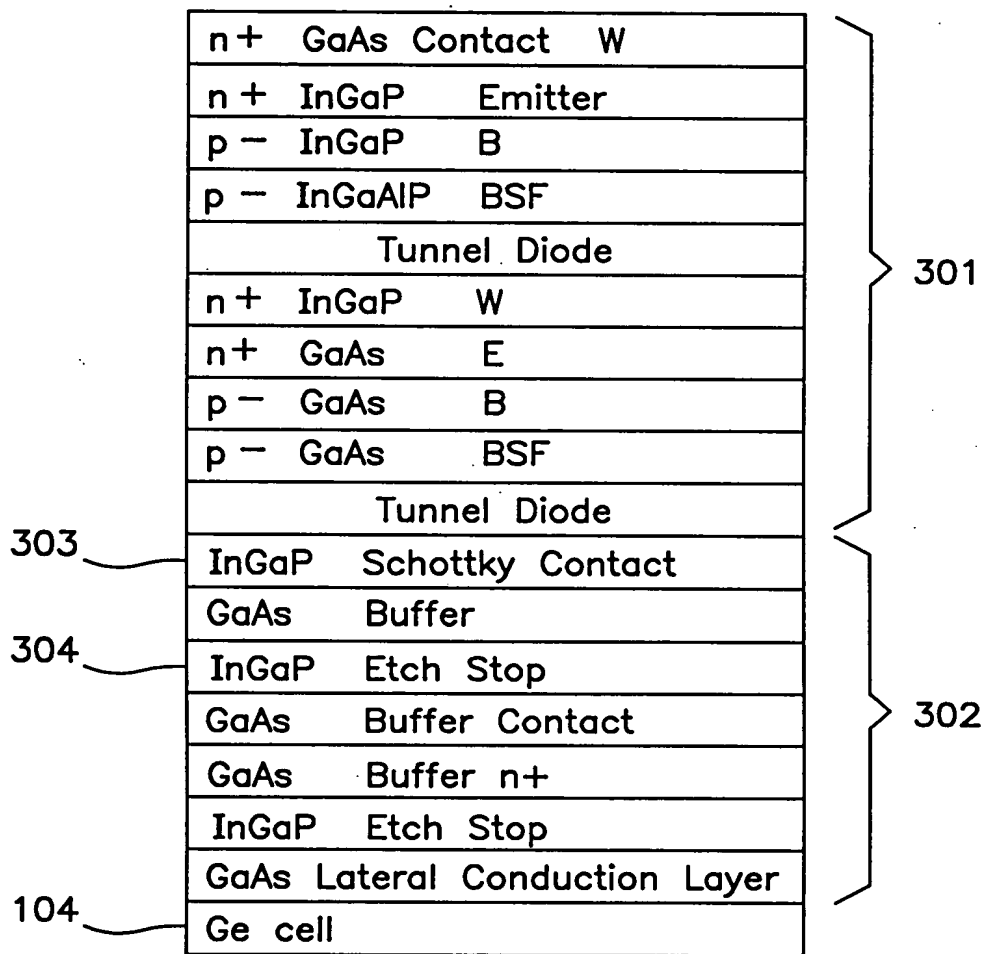 n+ GaAs Contact W
n+ InGaP Emitter
p- InGaP B
p- InGaAlP BSF
Tunnel Diode
301
n+ InGaP W
n+ GaAs E
p- GaAs B
p- GaAs BSF
Tunnel Diode
303
InGaP Schottky Contact
GaAs Buffer
304
InGaP Etch Stop
GaAs Buffer Contact
302
GaAs Buffer n+
InGaP Etch Stop
GaAs Lateral Conduction Layer
104
Ge cell